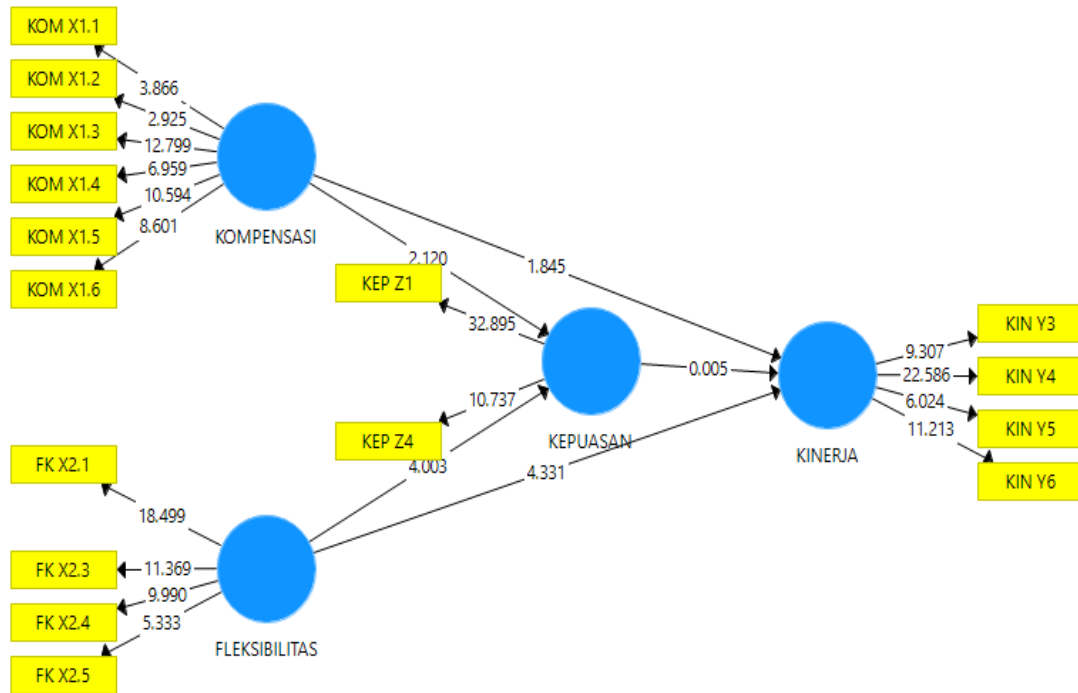 KOM X1.1
KOM X1.2
KOM X1.3
KOM X1.4
KOM X1.5
KOM X1.6
3.866
2.925
12.799
6.959
10.594
8.601
KOMPENSASI
2.120
1.845
KEP Z1
32.895
10.737
KEP Z4
4.003
KEPUASAN
0.005
4.331
KINERJA
9.307
22.586
6.024
11.213
KIN Y3
KIN Y4
KIN Y5
KIN Y6
FK X2.1
18.499
FK X2.3
11.369
FK X2.4
9.990
5.333
FK X2.5
FLEKSIBILITAS